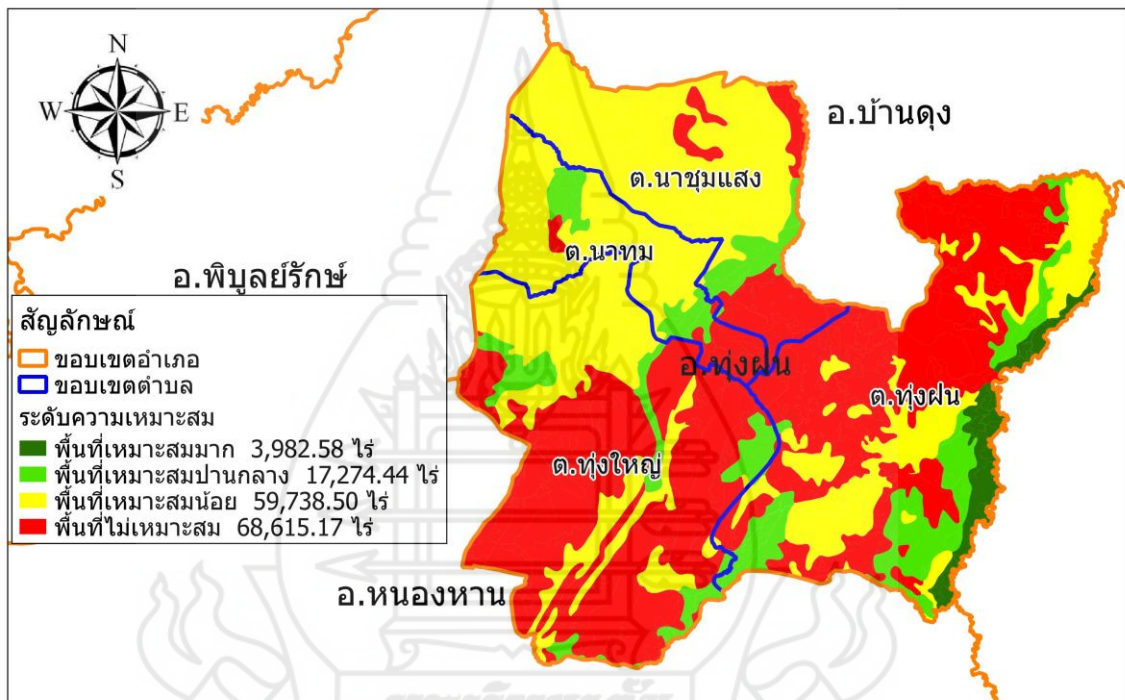 N
W E
S
อ.บ้านดุง
ต.นาชุมแสง
ต.นาทม
อ.พิบูลย์รักษ์
อ.ทุ่งฝน
ต.ทุ่งฝน
ต.ทุ่งใหญ่
อ.หนองหาน
สัญลักษณ์
ขอบเขตอำเภอ
ขอบเขตตำบล
ระดับความเหมาะสม
พื้นที่เหมาะสมมาก 3,982.58 ไร่
พื้นที่เหมาะสมปานกลาง 17,274.44 ไร่
พื้นที่เหมาะสมน้อย 59,738.50 ไร่
พื้นที่ไม่เหมาะสม 68,615.17 ไร่